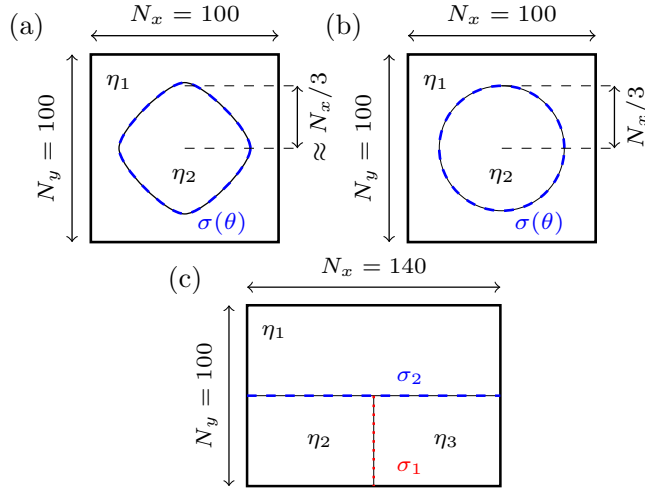 (a)
N_x = 100
N_y = 100
η_1
η_2
σ(θ)
≈ N_x/3
(b)
N_x = 100
N_y = 100
η_1
η_2
σ(θ)
N_x/3
(c)
N_x = 140
N_y = 100
η_1
σ_2
η_2
η_3
σ_1